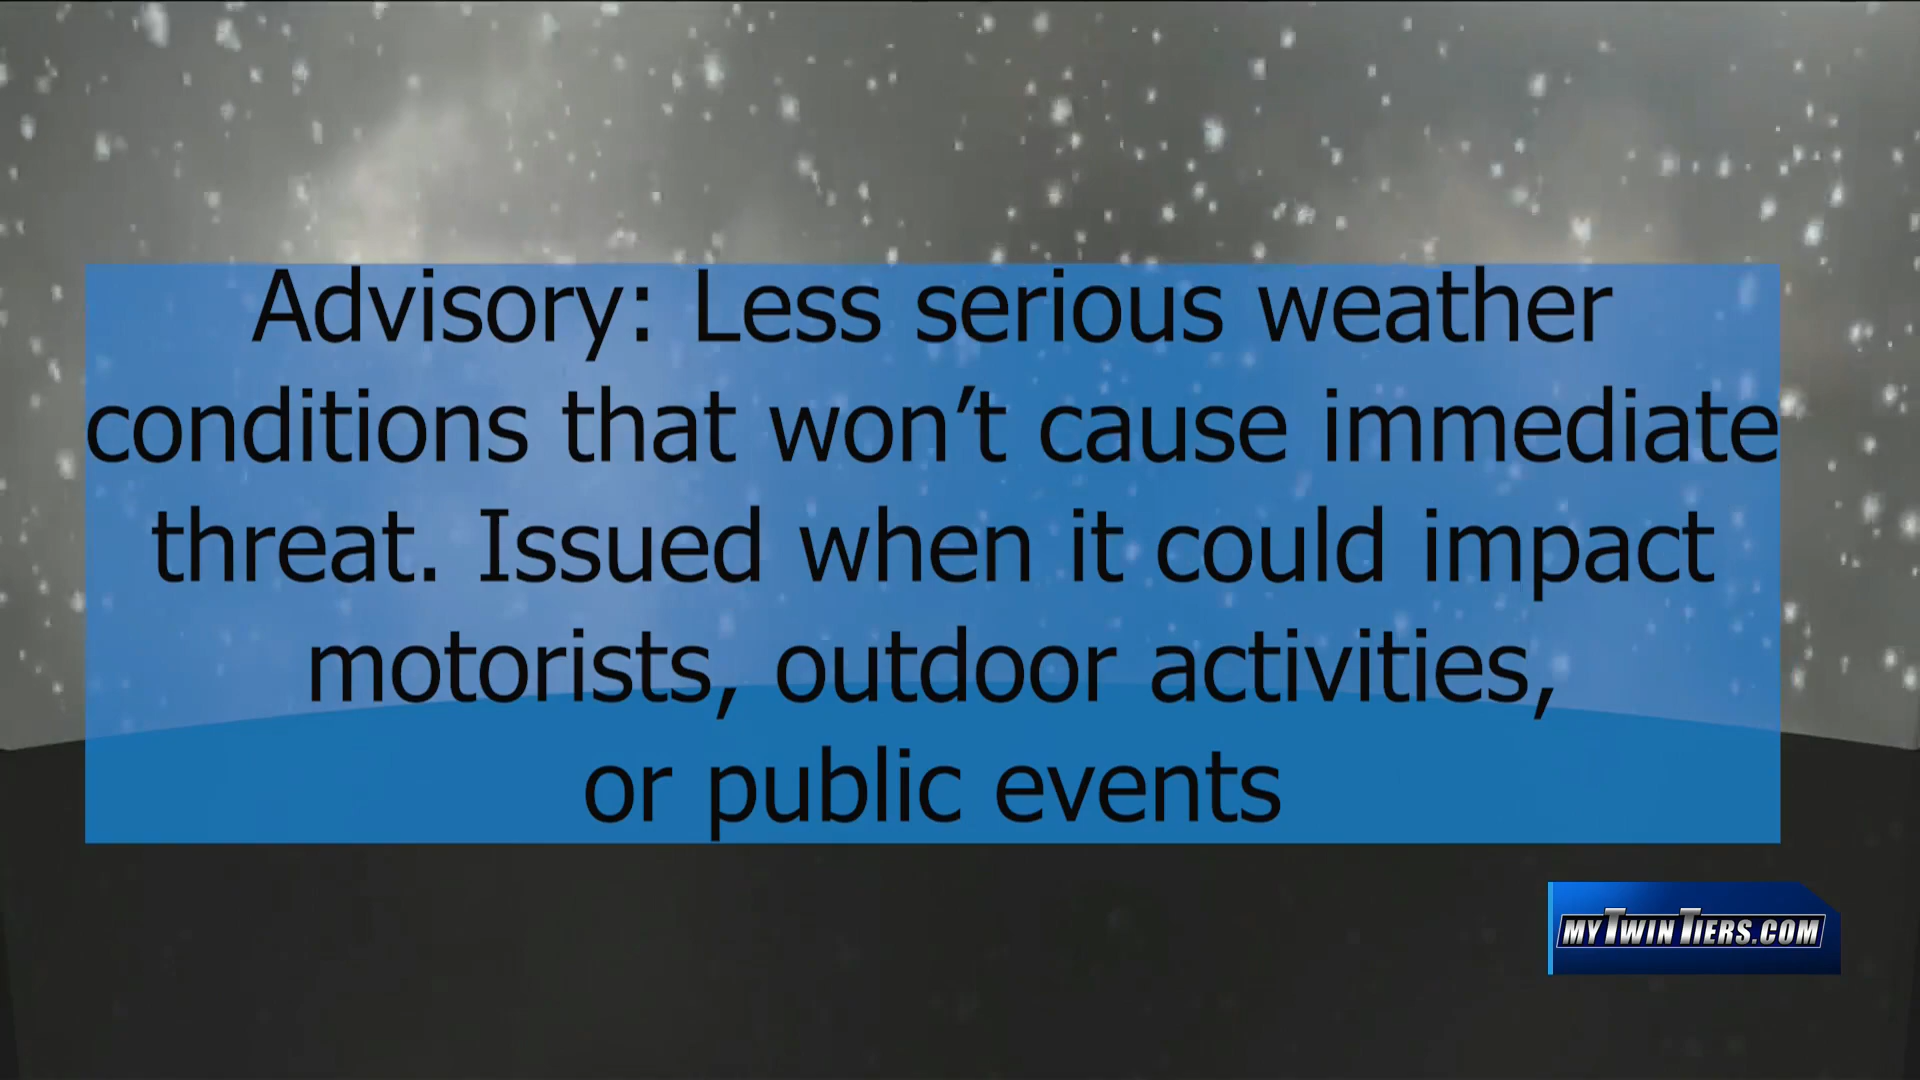 Advisory: Less serious weather
conditions that won’t cause immediate
threat. Issued when it could impact
motorists, outdoor activities,
or public events
MYTWINTIERS.COM